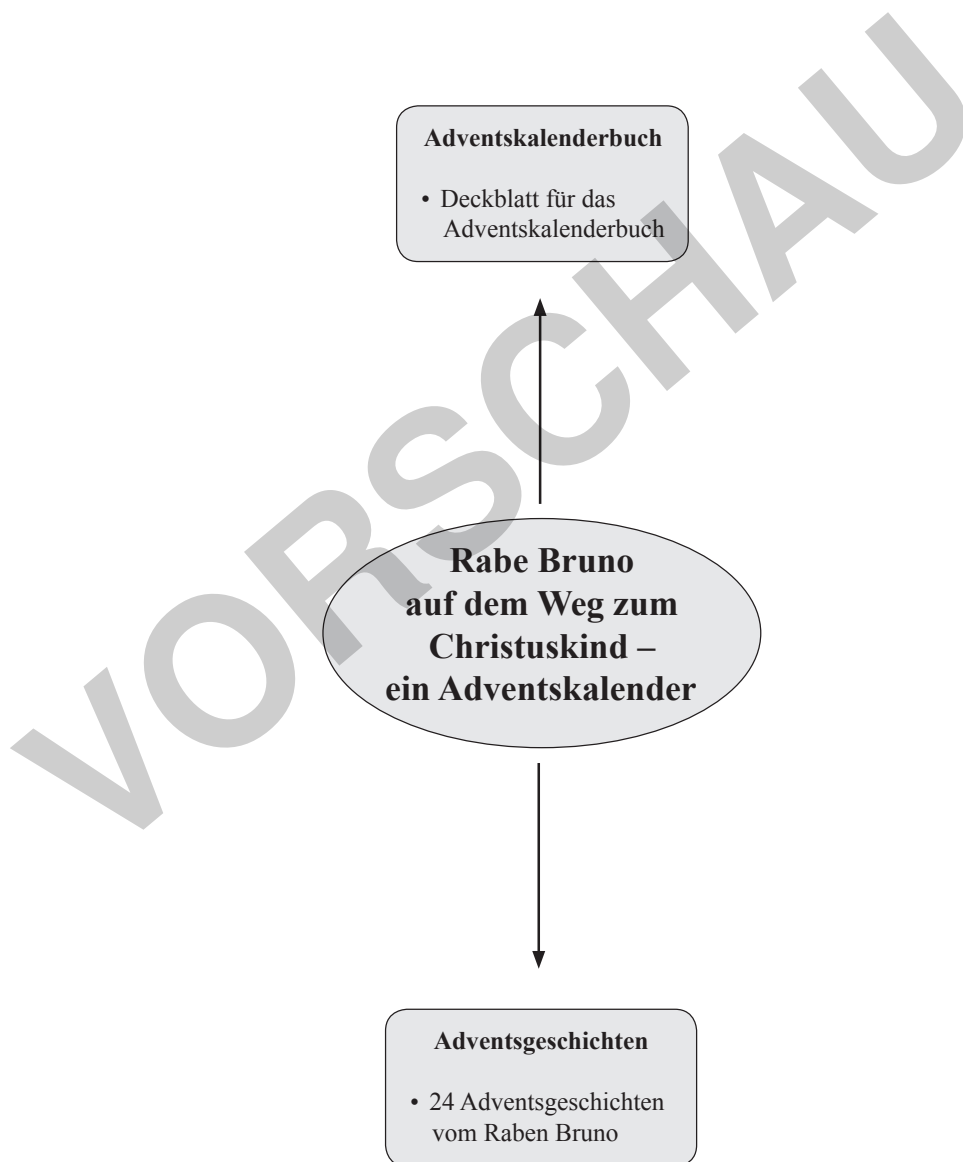 Adventskalenderbuch
• Deckblatt für das
Adventskalenderbuch
Rabe Bruno
auf dem Weg zum
Christuskind –
ein Adventskalender
Adventsgeschichten
• 24 Adventsgeschichten
vom Raben Bruno
VORSCHAU